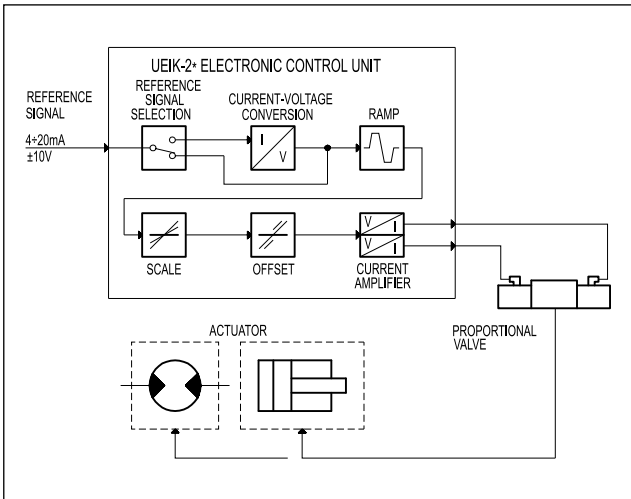 UEIK-2* ELECTRONIC CONTROL UNIT
REFERENCE
SIGNAL
4÷20mA
±10V
REFERENCE
SIGNAL
SELECTION
CURRENT-VOLTAGE
CONVERSION
RAMP
I
V
SCALE
OFFSET
V
I
V
I
CURRENT
AMPLIFIER
PROPORTIONAL
VALVE
ACTUATOR